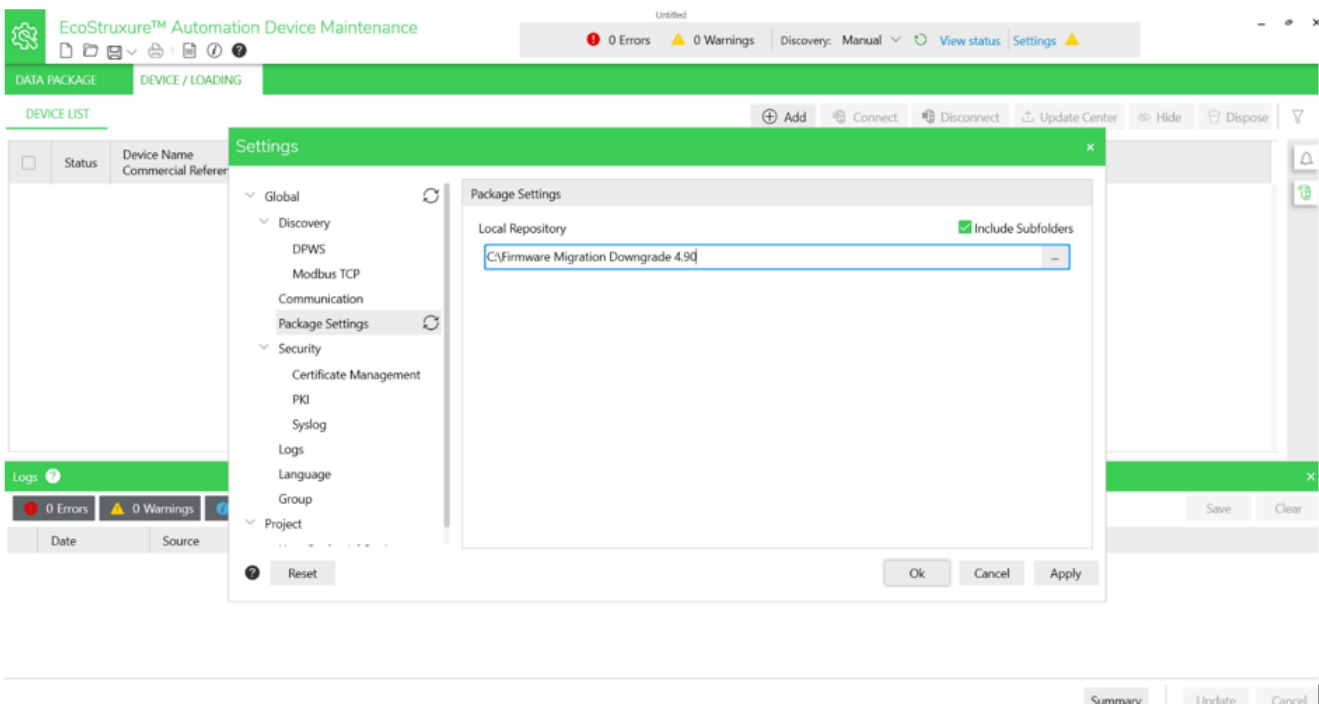 Untitled
EcoStruxure™ Automation Device Maintenance
0 Errors 0 Warnings Discovery: Manual View status Settings
DATA PACKAGE DEVICE / LOADING
DEVICE LIST
Add Connect Disconnect Update Center Hide Dispose
Status Device Name
Commercial Referen
Settings
Global
Discovery
DPWS
Modbus TCP
Communication
Package Settings
Security
Certificate Management
PKI
Syslog
Logs
Language
Group
Project
Package Settings
Local Repository Include Subfolders
C:\Firmware Migration Downgrade 4.90 ...
Reset Ok Cancel Apply
Logs
0 Errors 0 Warnings Save Clear
Date Source
Summary Update Cancel